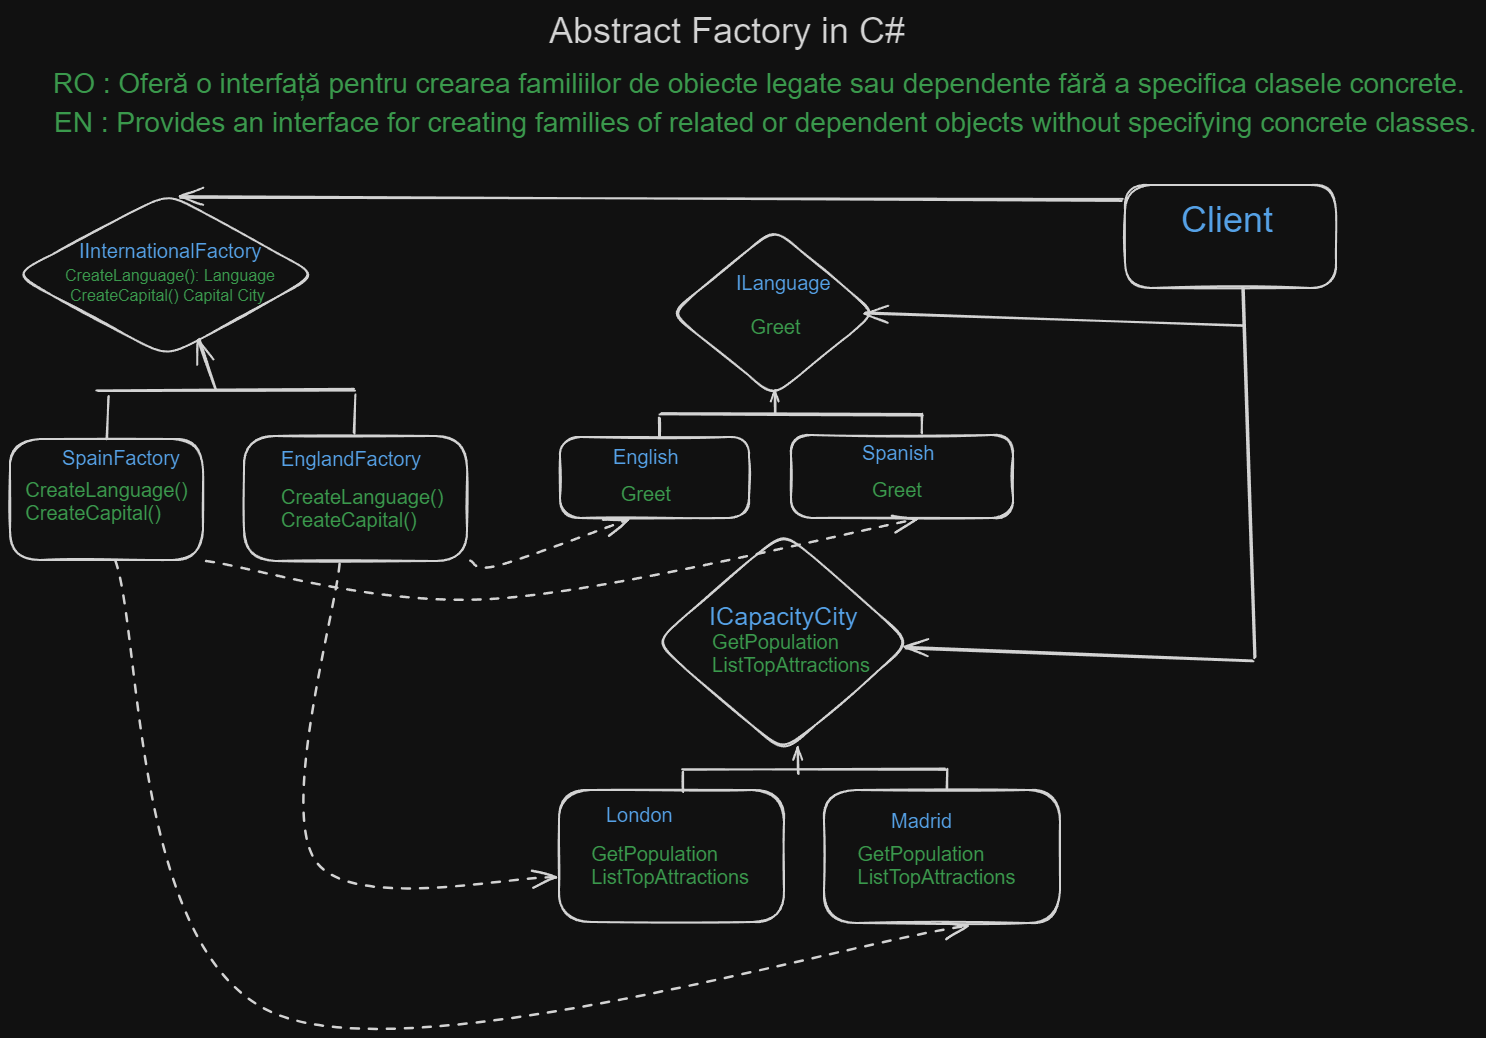 Abstract Factory in C#
RO : Oferă o interfață pentru crearea familiilor de obiecte legate sau dependente fără a specifica clasele concrete.
EN : Provides an interface for creating families of related or dependent objects without specifying concrete classes.
Client
IInternationalFactory
CreateLanguage(): Language
CreateCapital() Capital City
ILanguage
Greet
SpainFactory
CreateLanguage()
CreateCapital()
EnglandFactory
CreateLanguage()
CreateCapital()
English
Greet
Spanish
Greet
ICapacityCity
GetPopulation
ListTopAttractions
London
GetPopulation
ListTopAttractions
Madrid
GetPopulation
ListTopAttractions